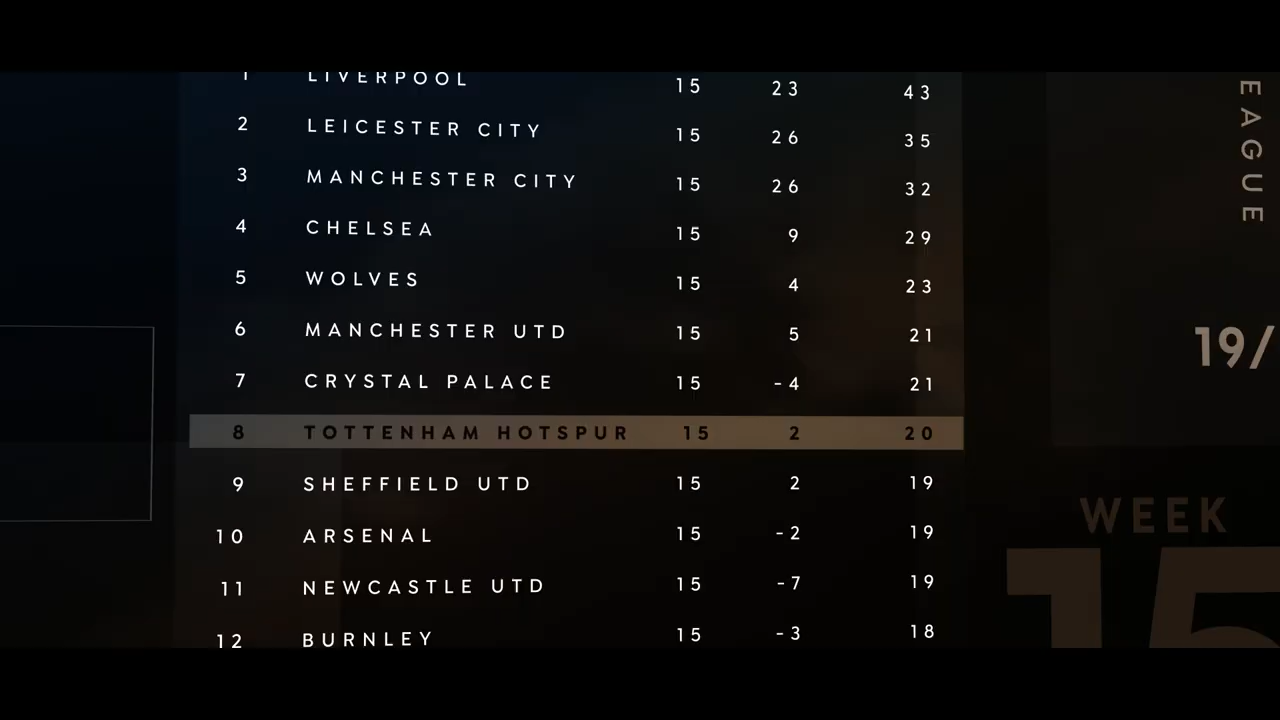 1 LIVERPOOL 15 23 43
2 LEICESTER CITY 15 26 35
3 MANCHESTER CITY 15 26 32
4 CHELSEA 15 9 29
5 WOLVES 15 4 23
6 MANCHESTER UTD 15 5 21
7 CRYSTAL PALACE 15 -4 21
8 TOTTENHAM HOTSPUR 15 2 20
9 SHEFFIELD UTD 15 2 19
10 ARSENAL 15 -2 19
11 NEWCASTLE UTD 15 -7 19
12 BURNLEY 15 -3 18
EAGUE
19/
WEEK
15